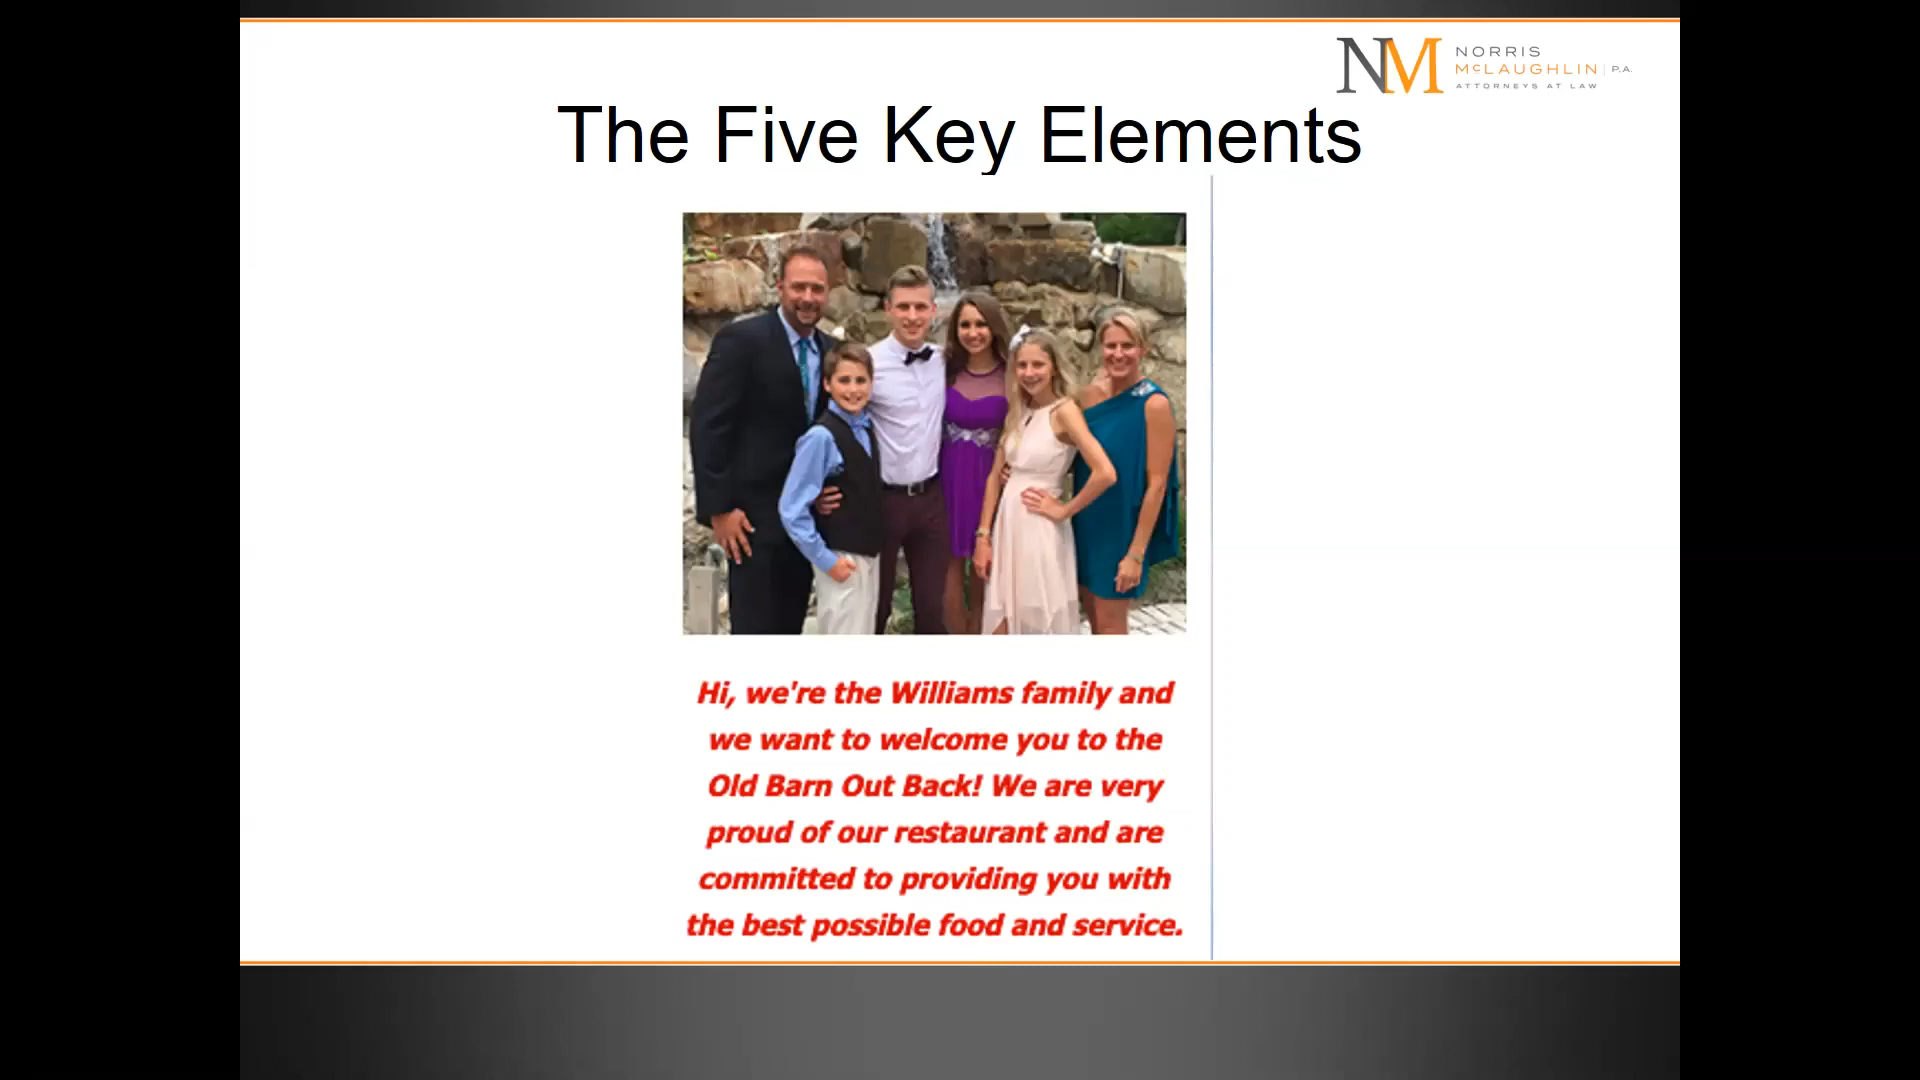 NM NORRIS
McLAUGHLIN P.A.
ATTORNEYS AT LAW
The Five Key Elements
Hi, we're the Williams family and
we want to welcome you to the
Old Barn Out Back! We are very
proud of our restaurant and are
committed to providing you with
the best possible food and service.